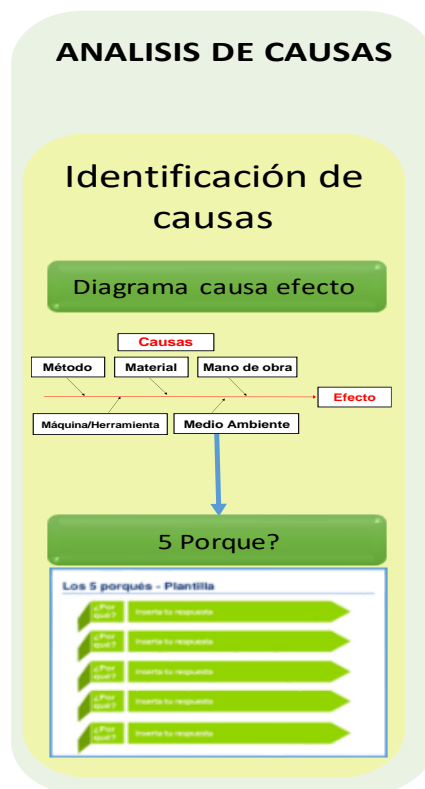 ANALISIS DE CAUSAS
Identificación de
causas
Diagrama causa efecto
Causas
Método
Material
Mano de obra
Efecto
Máquina/Herramienta
Medio Ambiente
5 Porque?
Los 5 porqués - Plantilla
¿Por
qué?
Inserta tu respuesta
¿Por
qué?
Inserta tu respuesta
¿Por
qué?
Inserta tu respuesta
¿Por
qué?
Inserta tu respuesta
¿Por
qué?
Inserta tu respuesta